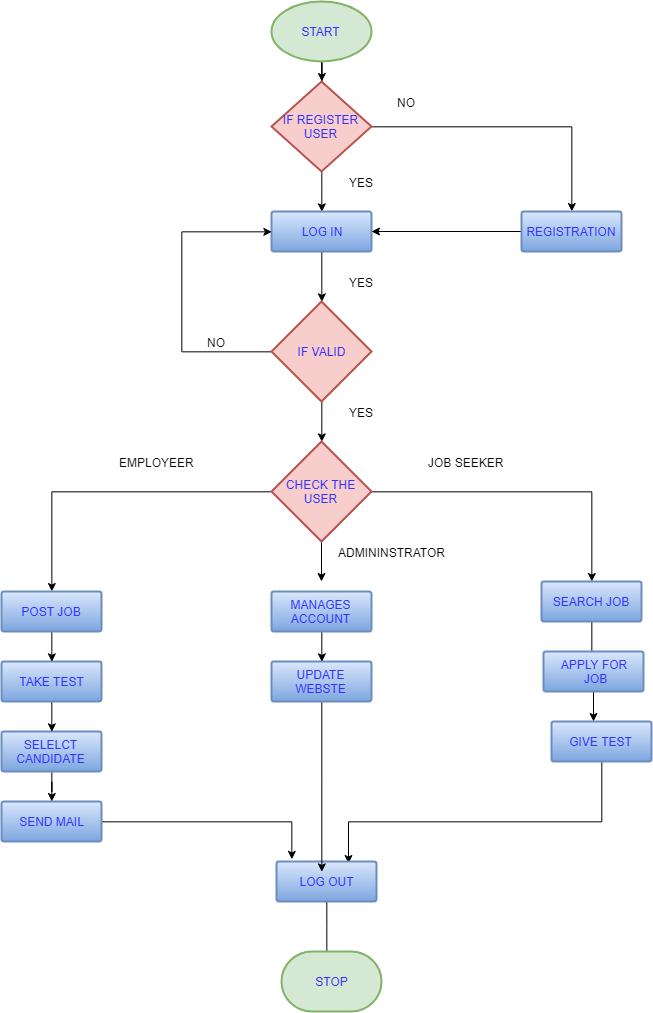 START
NO
IF REGISTER
USER
YES
LOG IN
REGISTRATION
YES
NO
IF VALID
YES
EMPLOYEER
JOB SEEKER
CHECK THE
USER
ADMININSTRATOR
POST JOB
MANAGES
ACCOUNT
SEARCH JOB
TAKE TEST
UPDATE
WEBSTE
APPLY FOR
JOB
SELELCT
CANDIDATE
GIVE TEST
SEND MAIL
LOG OUT
STOP